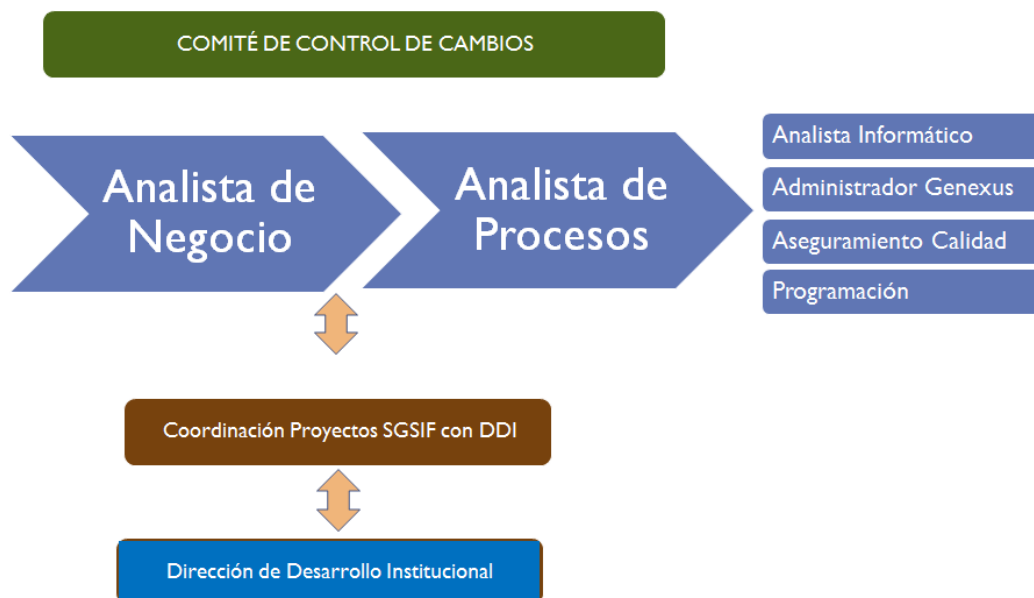 COMITÉ DE CONTROL DE CAMBIOS
Analista de
Negocio
Analista de
Procesos
Analista Informático
Administrador Genexus
Aseguramiento Calidad
Programación
Coordinación Proyectos SGSIF con DDI
Dirección de Desarrollo Institucional